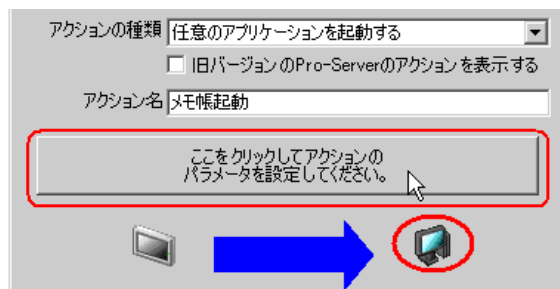 アクションの種類 任意のアプリケーションを起動する
旧バージョンのPro-Serverのアクションを表示する
アクション名 メモ帳起動
ここをクリックしてアクションの
パラメータを設定してください。